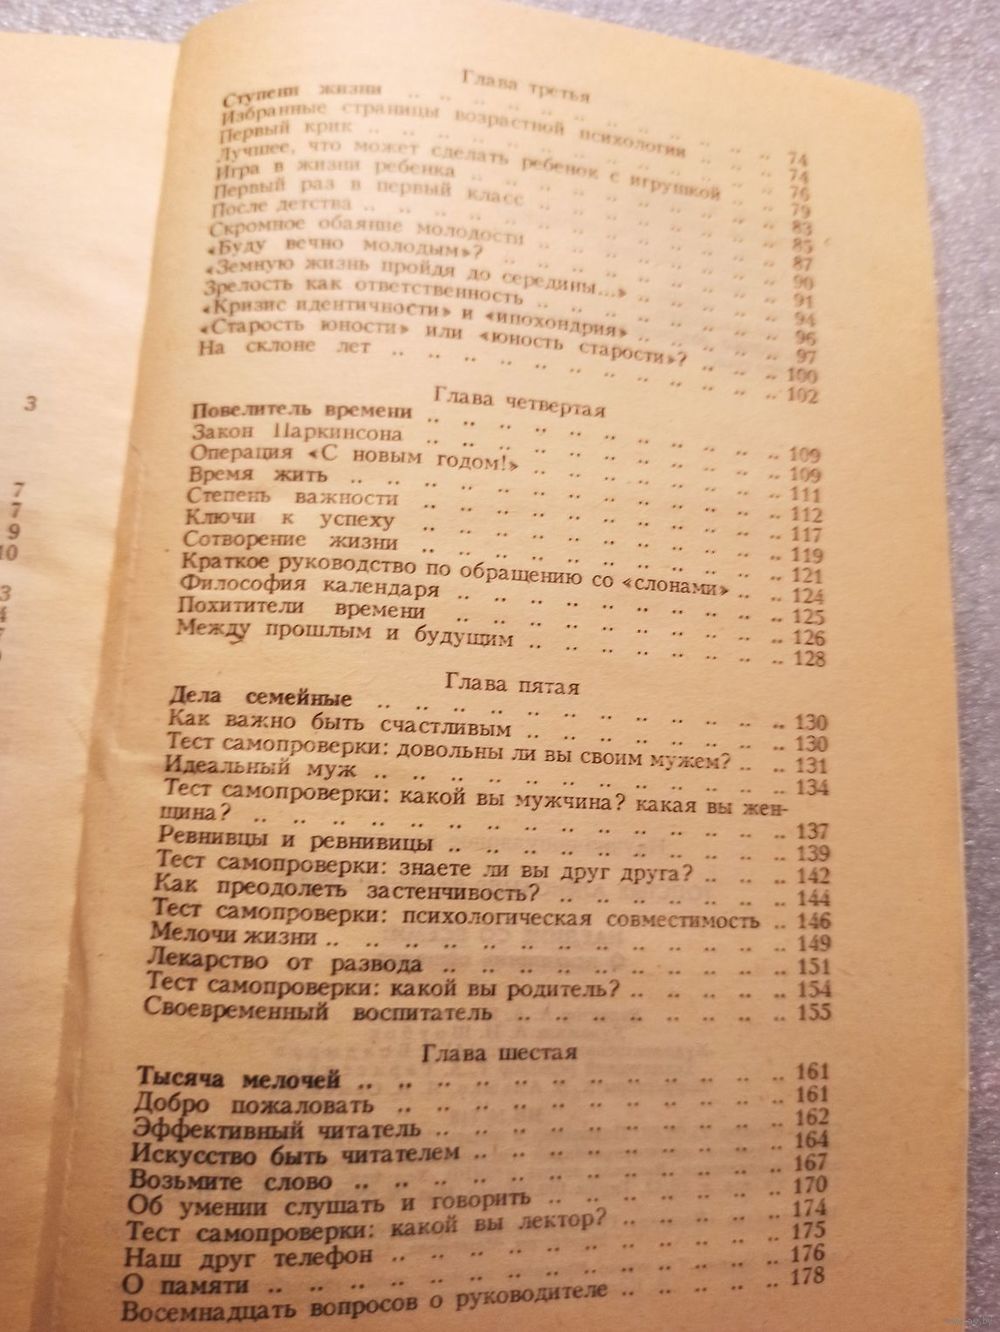 3
7
7
9
10
Глава третья
Ступени жизни .. .. .. .. .. .. .. .. .. 74
Избранные страницы возрастной психологии .. .. .. 74
Первый крик .. .. .. .. .. .. .. .. .. 76
Лучшее, что может сделать ребенок с игрушкой .. .. 79
Игра в жизни ребенка .. .. .. .. .. .. .. .. 83
Первый раз в первый класс .. .. .. .. .. .. .. 85
После детства .. .. .. .. .. .. .. .. .. .. 87
Скромное обаяние молодости .. .. .. .. .. .. .. 90
«Буду вечно молодым»? .. .. .. .. .. .. .. .. 91
«Земную жизнь пройдя до середины...» .. .. .. .. 94
Зрелость как ответственность .. .. .. .. .. .. .. 96
«Кризис идентичности» и «ипохондрия» .. .. .. .. 97
«Старость юности» или «юность старости»? .. .. .. 100
На склоне лет .. .. .. .. .. .. .. .. .. .. 102
Глава четвертая
Повелитель времени .. .. .. .. .. .. .. .. .. 109
Закон Паркинсона .. .. .. .. .. .. .. .. .. 109
Операция «С новым годом!» .. .. .. .. .. .. .. 111
Время жить .. .. .. .. .. .. .. .. .. .. .. 112
Степень важности .. .. .. .. .. .. .. .. .. 117
Ключи к успеху .. .. .. .. .. .. .. .. .. 119
Сотворение жизни .. .. .. .. .. .. .. .. .. 121
Краткое руководство по обращению со «слонами» .. .. 124
Философия календаря .. .. .. .. .. .. .. .. .. 125
Похитители времени .. .. .. .. .. .. .. .. .. 126
Между прошлым и будущим .. .. .. .. .. .. .. 128
Глава пятая
Дела семейные .. .. .. .. .. .. .. .. .. .. .. 130
Как важно быть счастливым .. .. .. .. .. .. .. 130
Тест самопроверки: довольны ли вы своим мужем? .. .. 131
Идеальный муж .. .. .. .. .. .. .. .. .. .. .. 134
Тест самопроверки: какой вы мужчина? какая вы жен-
щина? .. .. .. .. .. .. .. .. .. .. .. .. .. .. 137
Ревнивцы и ревнивицы .. .. .. .. .. .. .. .. .. 139
Тест самопроверки: знаете ли вы друг друга? .. .. .. 142
Как преодолеть застенчивость? .. .. .. .. .. .. 144
Тест самопроверки: психологическая совместимость .. 146
Мелочи жизни .. .. .. .. .. .. .. .. .. .. .. .. 149
Лекарство от развода .. .. .. .. .. .. .. .. .. 151
Тест самопроверки: какой вы родитель? .. .. .. .. .. 154
Своевременный воспитатель .. .. .. .. .. .. .. .. 155
Глава шестая
Тысяча мелочей .. .. .. .. .. .. .. .. .. .. .. 161
Добро пожаловать .. .. .. .. .. .. .. .. .. .. 161
Эффективный читатель .. .. .. .. .. .. .. .. .. 162
Искусство быть читателем .. .. .. .. .. .. .. .. 164
Возьмите слово .. .. .. .. .. .. .. .. .. .. .. 167
Об умении слушать и говорить .. .. .. .. .. .. 170
Тест самопроверки: какой вы лектор? .. .. .. .. 174
Наш друг телефон .. .. .. .. .. .. .. .. .. .. 175
О памяти .. .. .. .. .. .. .. .. .. .. .. .. .. 176
Восемнадцать вопросов о руководителе .. .. .. .. 178